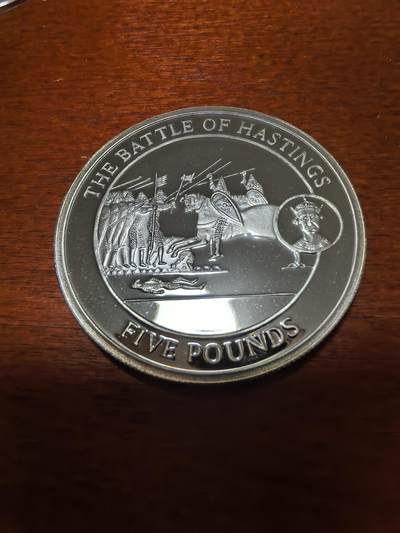 THE BATTLE OF HASTINGS
FIVE POUNDS